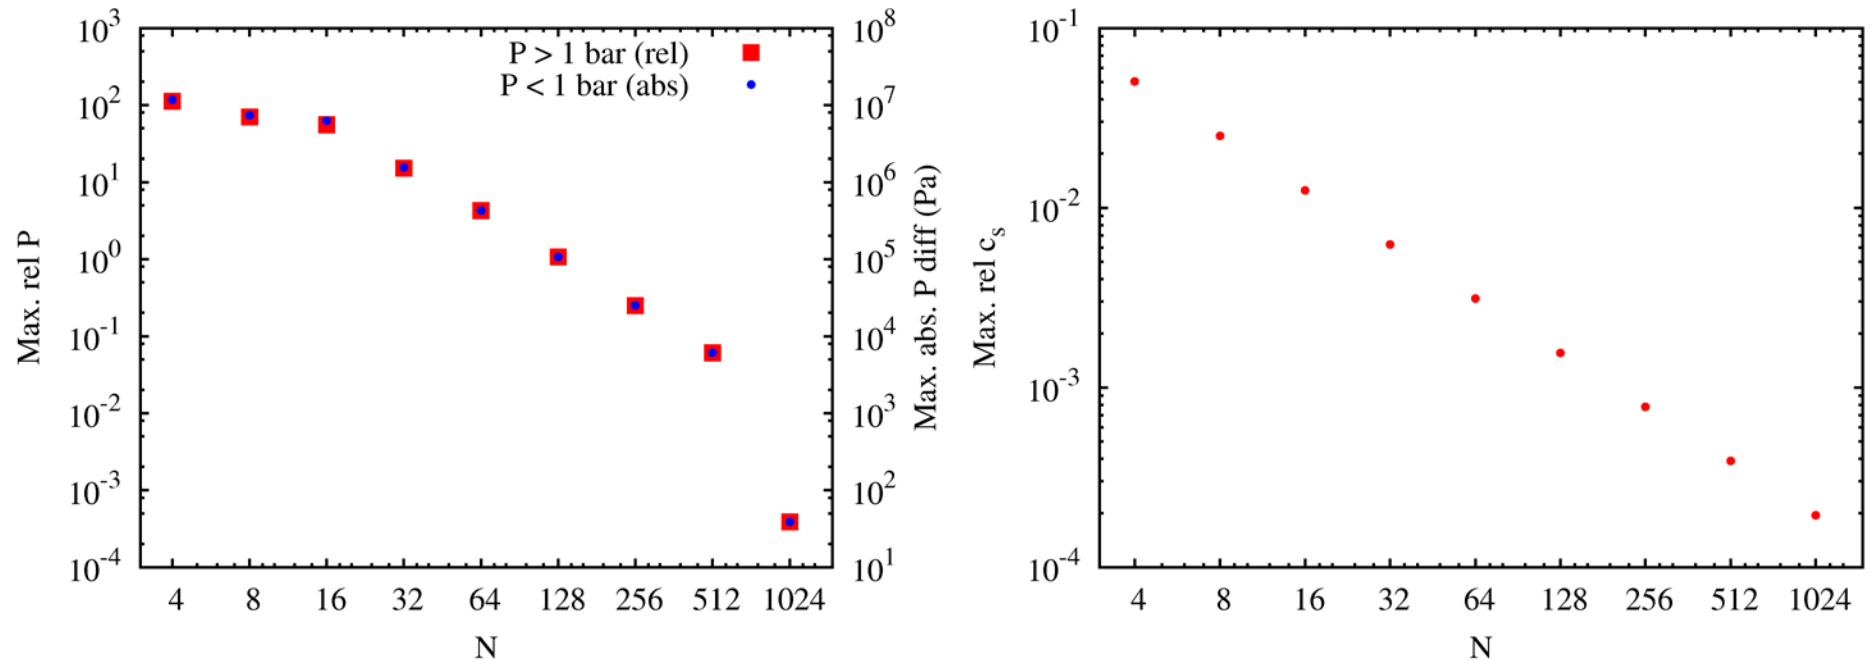 10^3
10^2
10^1
10^0
10^-1
10^-2
10^-3
10^-4
Max. rel P
P > 1 bar (rel)
P < 1 bar (abs)
10^8
10^7
10^6
10^5
10^4
10^3
10^2
10^1
Max. abs. P diff (Pa)
4 8 16 32 64 128 256 512 1024
N
10^-1
10^-2
10^-3
10^-4
Max. rel c_s
4 8 16 32 64 128 256 512 1024
N